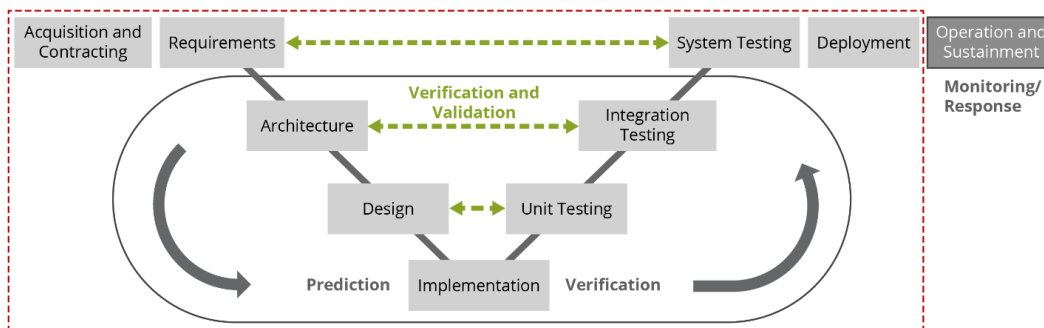 Acquisition and
Contracting
Requirements
System Testing
Deployment
Operation and
Sustainment
Monitoring/
Response
Verification and
Validation
Architecture
Integration
Testing
Design
Unit Testing
Prediction
Implementation
Verification